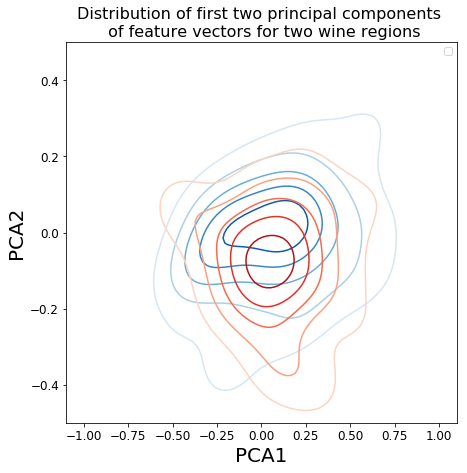 Distribution of first two principal components
of feature vectors for two wine regions
0.4
0.2
0.0
−0.2
−0.4
PCA2
−1.00 −0.75 −0.50 −0.25 0.00 0.25 0.50 0.75 1.00
PCA1